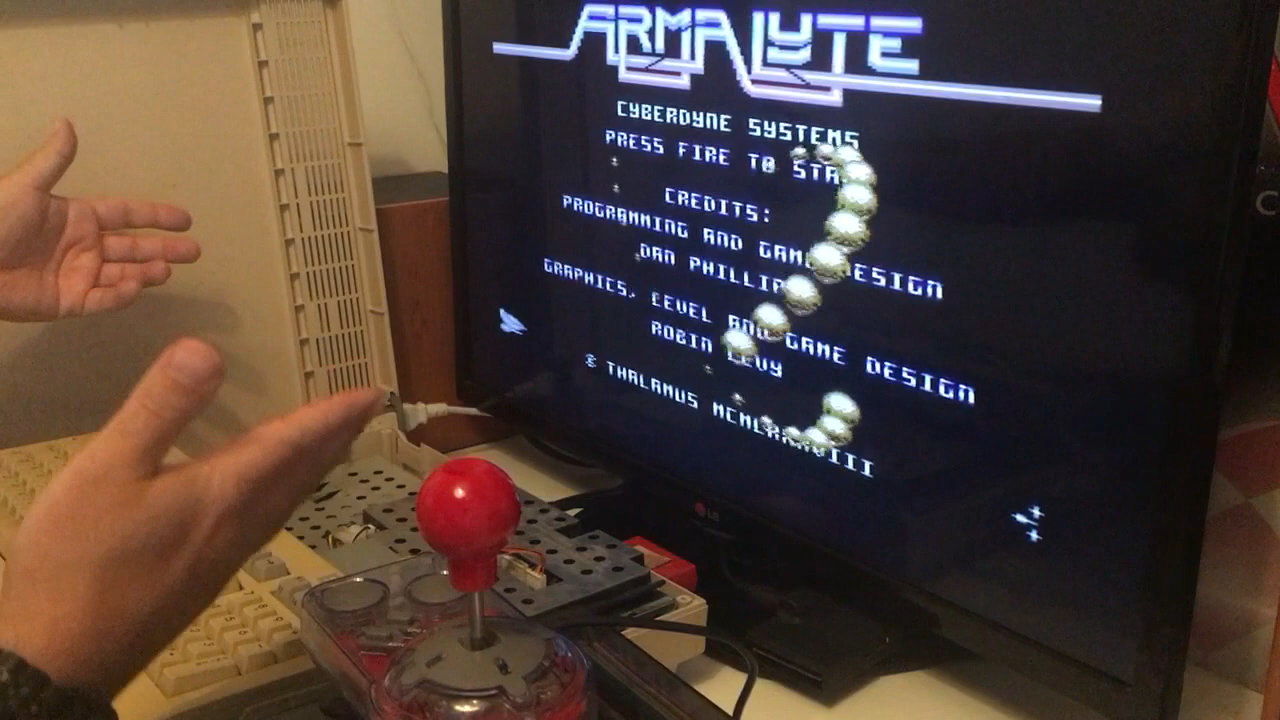 ARMALYTE
CYBERDYNE SYSTEMS
PRESS FIRE TO STA
CREDITS:
PROGRAMMING AND GAME DESIGN
DAN PHILLIP
GRAPHICS, LEVEL AND GAME DESIGN
ROBIN LEVY
© THALAMUS MCMLXXXVIII
LG